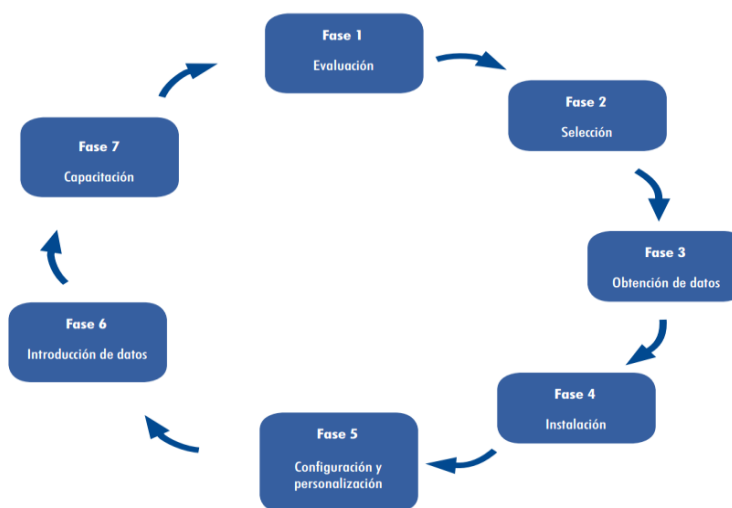 Fase 1
Evaluación
Fase 2
Selección
Fase 3
Obtención de datos
Fase 4
Instalación
Fase 5
Configuración y
personalización
Fase 6
Introducción de datos
Fase 7
Capacitación